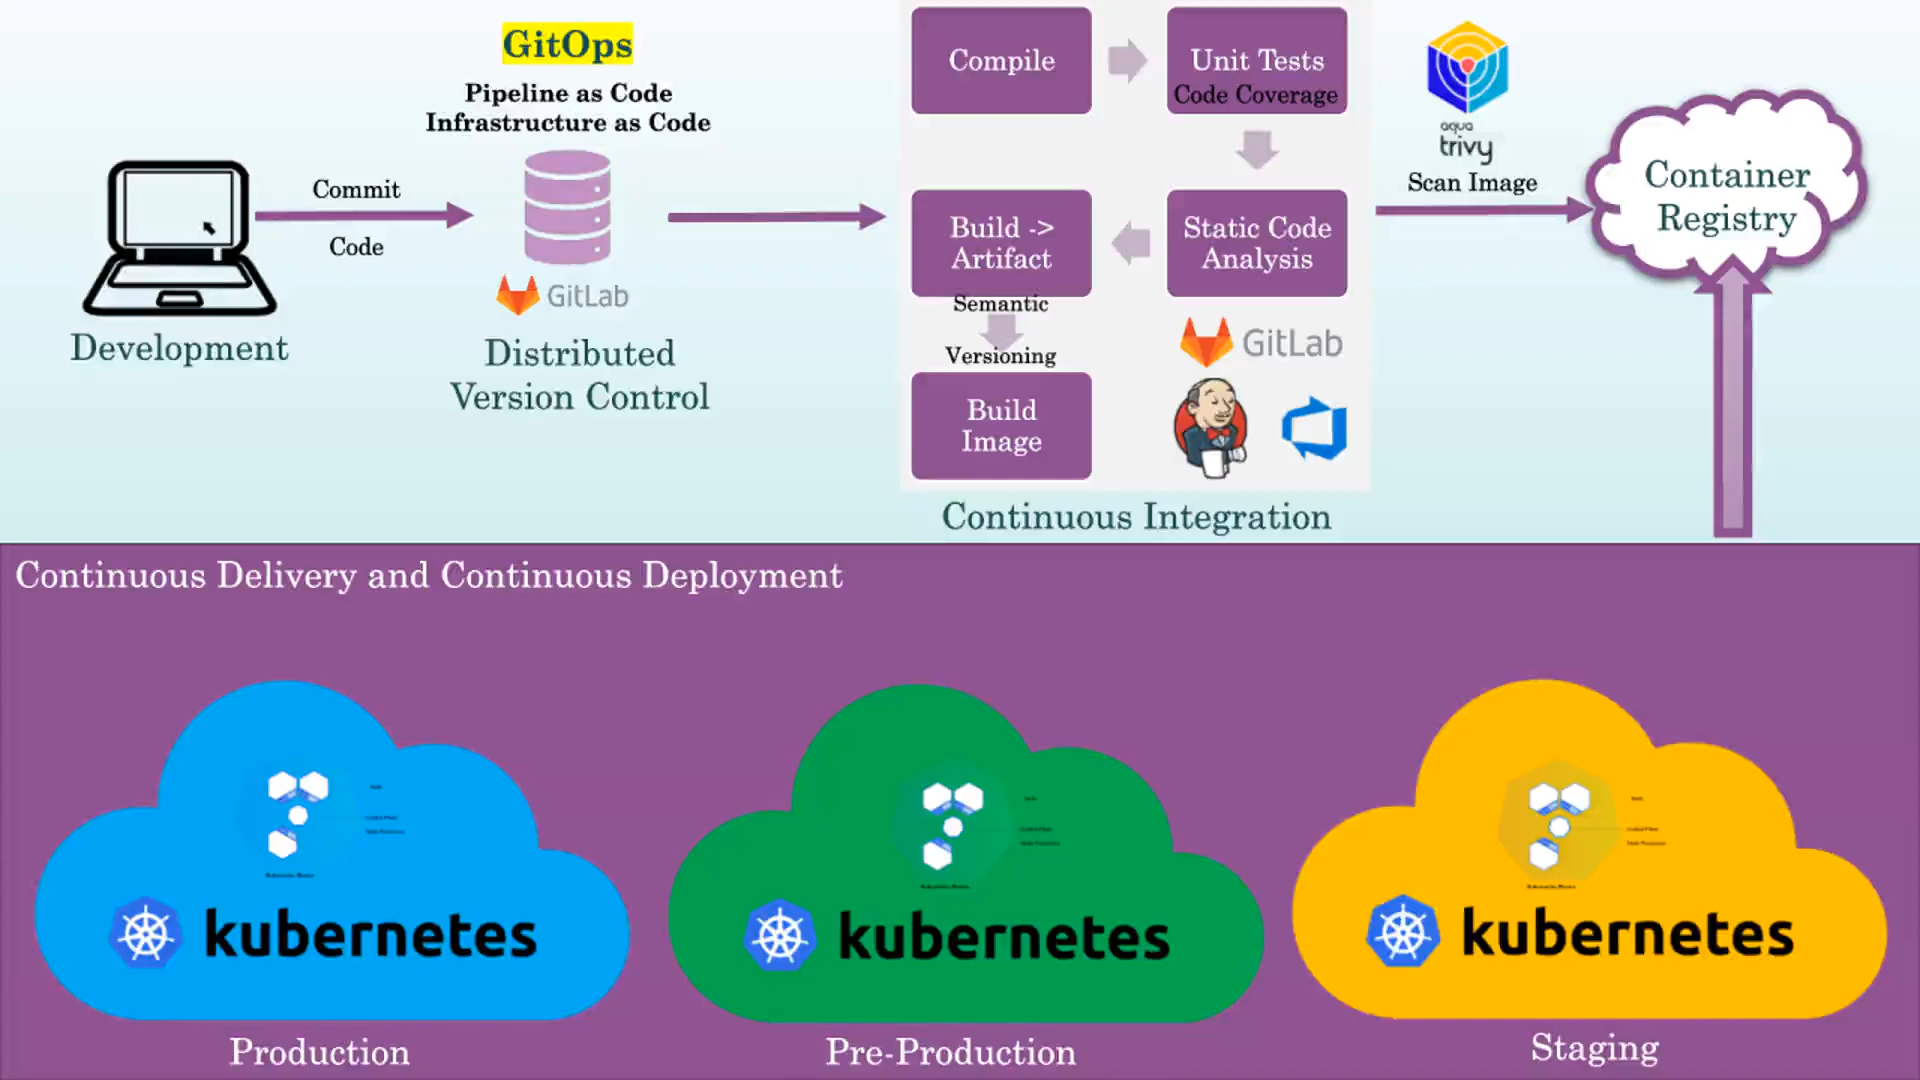 GitOps
Pipeline as Code
Infrastructure as Code
Commit
Code
Development
GitLab
Distributed
Version Control
Compile
Unit Tests
Code Coverage
Build ->
Artifact
Static Code
Analysis
Semantic
Versioning
Build
Image
GitLab
Continuous Integration
aqua
trivy
Scan Image
Container
Registry
Continuous Delivery and Continuous Deployment
kubernetes
Production
kubernetes
Pre-Production
kubernetes
Staging